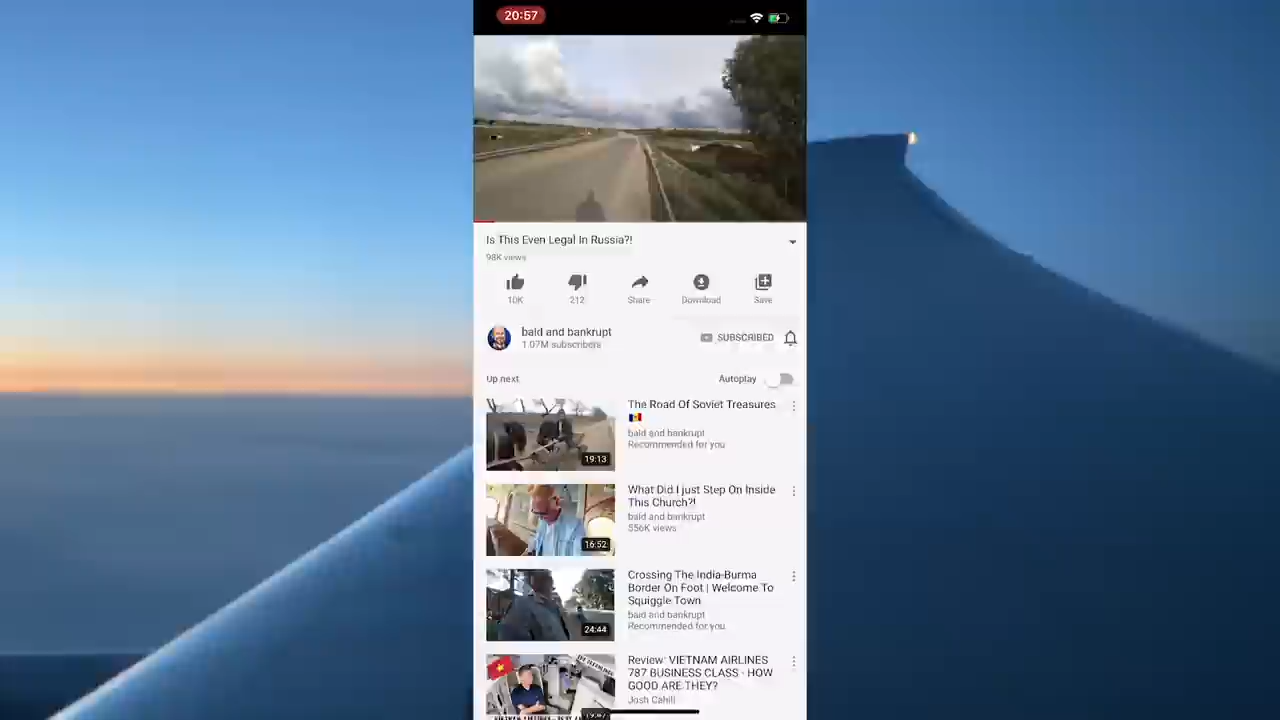 20:57
Is This Even Legal In Russia?!
98K views
10K
212
Share
Download
Save
bald and bankrupt
1.07M subscribers
SUBSCRIBED
Up next
Autoplay
The Road Of Soviet Treasures
bald and bankrupt
Recommended for you
19:13
What Did I just Step On Inside
This Church?!
bald and bankrupt
556K views
16:52
Crossing The India-Burma
Border On Foot | Welcome To
Squiggle Town
bald and bankrupt
Recommended for you
24:44
Review: VIETNAM AIRLINES
787 BUSINESS CLASS - HOW
GOOD ARE THEY?
Josh Cahill